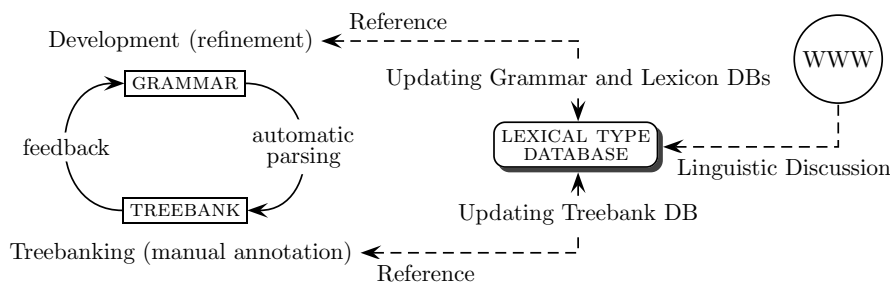 Reference
Development (refinement)
WWW
Updating Grammar and Lexicon DBs
GRAMMAR
automatic
parsing
feedback
LEXICAL TYPE
DATABASE
Linguistic Discussion
TREEBANK
Updating Treebank DB
Treebanking (manual annotation)
Reference